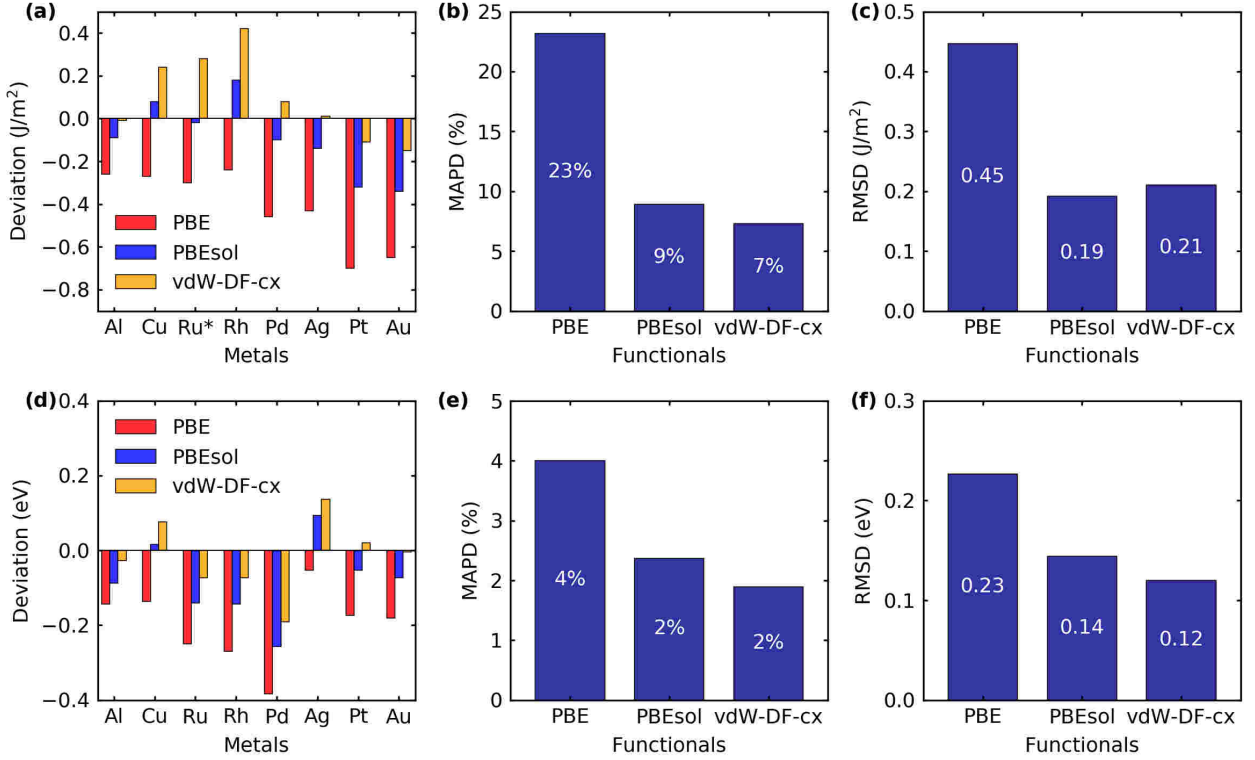 (a)
Deviation (J/m²)
0.4
0.2
0.0
−0.2
−0.4
−0.6
−0.8
PBE
PBEsol
vdW-DF-cx
Al Cu Ru* Rh Pd Ag Pt Au
Metals
(b)
MAPD (%)
25
20
15
10
5
0
23%
9%
7%
PBE PBEsol vdW-DF-cx
Functionals
(c)
RMSD (J/m²)
0.5
0.4
0.3
0.2
0.1
0.0
0.45
0.19
0.21
PBE PBEsol vdW-DF-cx
Functionals
(d)
Deviation (eV)
0.4
0.2
0.0
−0.2
−0.4
PBE
PBEsol
vdW-DF-cx
Al Cu Ru Rh Pd Ag Pt Au
Metals
(e)
MAPD (%)
5
4
3
2
1
0
4%
2%
2%
PBE PBEsol vdW-DF-cx
Functionals
(f)
RMSD (eV)
0.3
0.2
0.1
0.0
0.23
0.14
0.12
PBE PBEsol vdW-DF-cx
Functionals